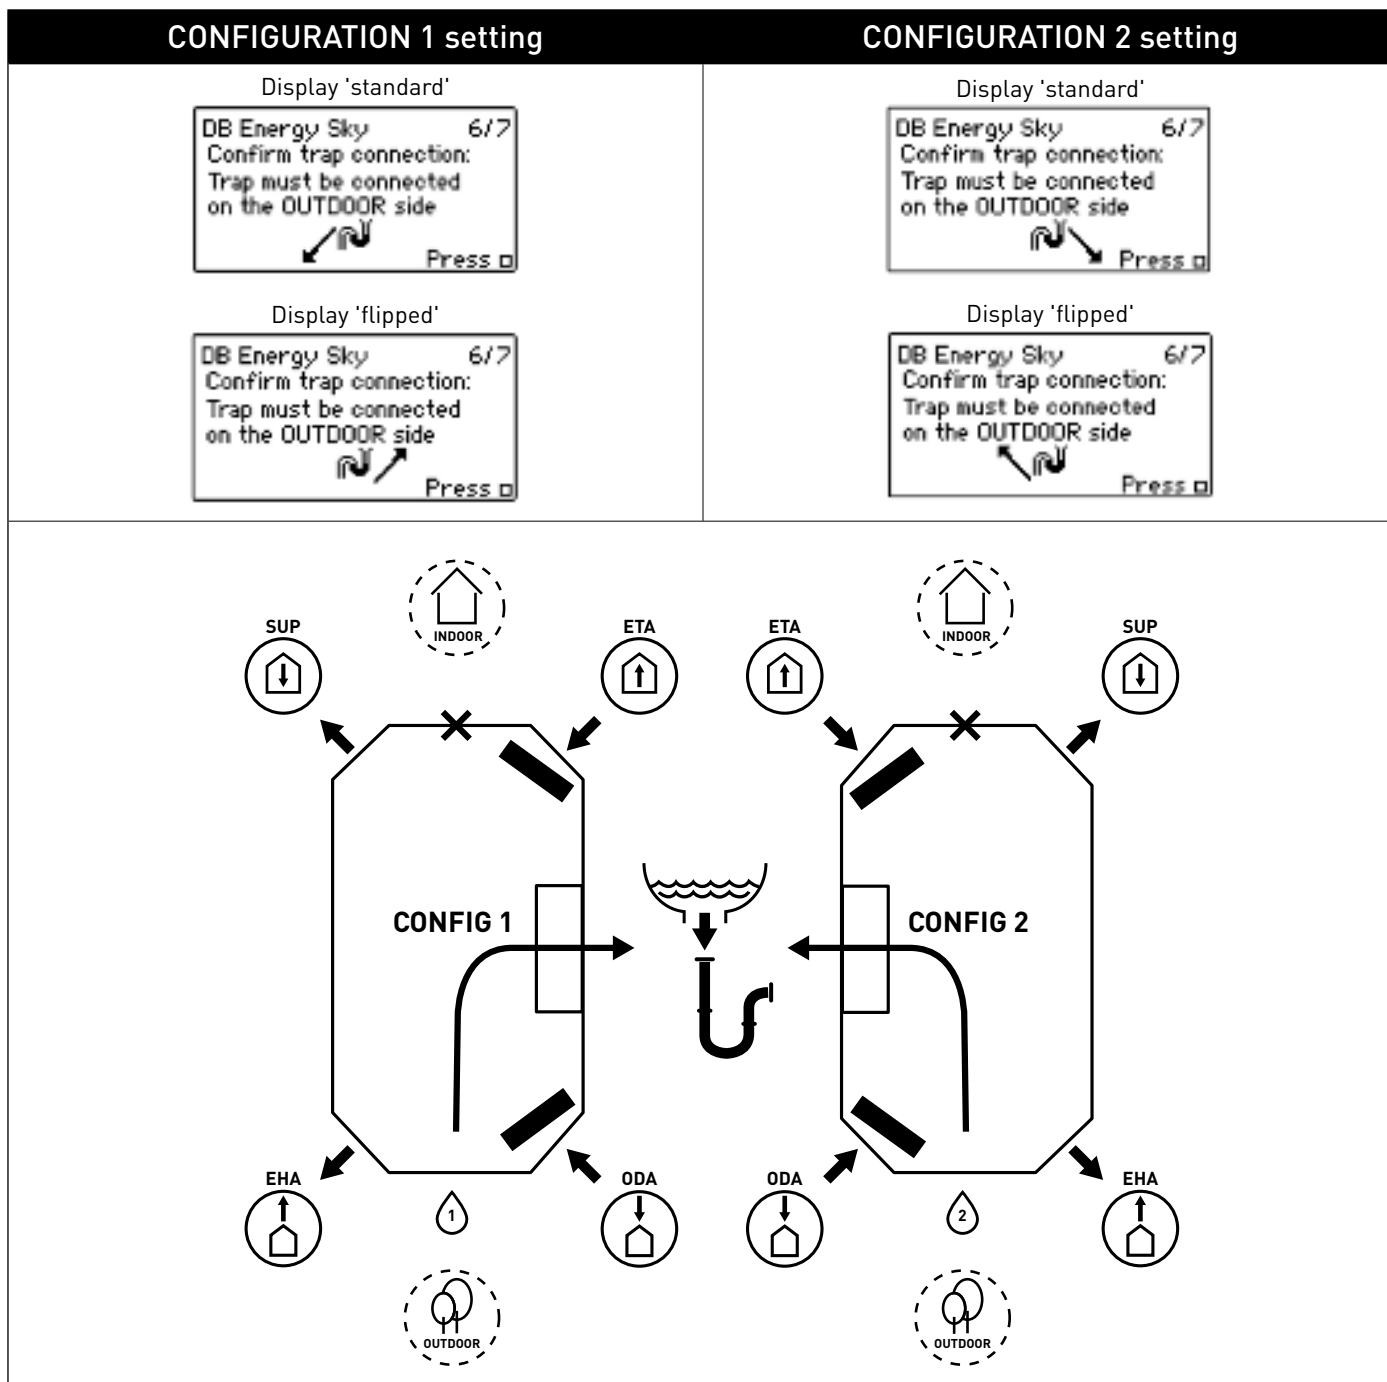 CONFIGURATION 1 setting
CONFIGURATION 2 setting
Display 'standard'
DB Energy Sky 6/7
Confirm trap connection:
Trap must be connected
on the OUTDOOR side
Press □
Display 'flipped'
DB Energy Sky 6/7
Confirm trap connection:
Trap must be connected
on the OUTDOOR side
Press □
Display 'standard'
DB Energy Sky 6/7
Confirm trap connection:
Trap must be connected
on the OUTDOOR side
Press □
Display 'flipped'
DB Energy Sky 6/7
Confirm trap connection:
Trap must be connected
on the OUTDOOR side
Press □
INDOOR
SUP
ETA
CONFIG 1
EHA
1
ODA
OUTDOOR
INDOOR
ETA
SUP
CONFIG 2
ODA
2
EHA
OUTDOOR